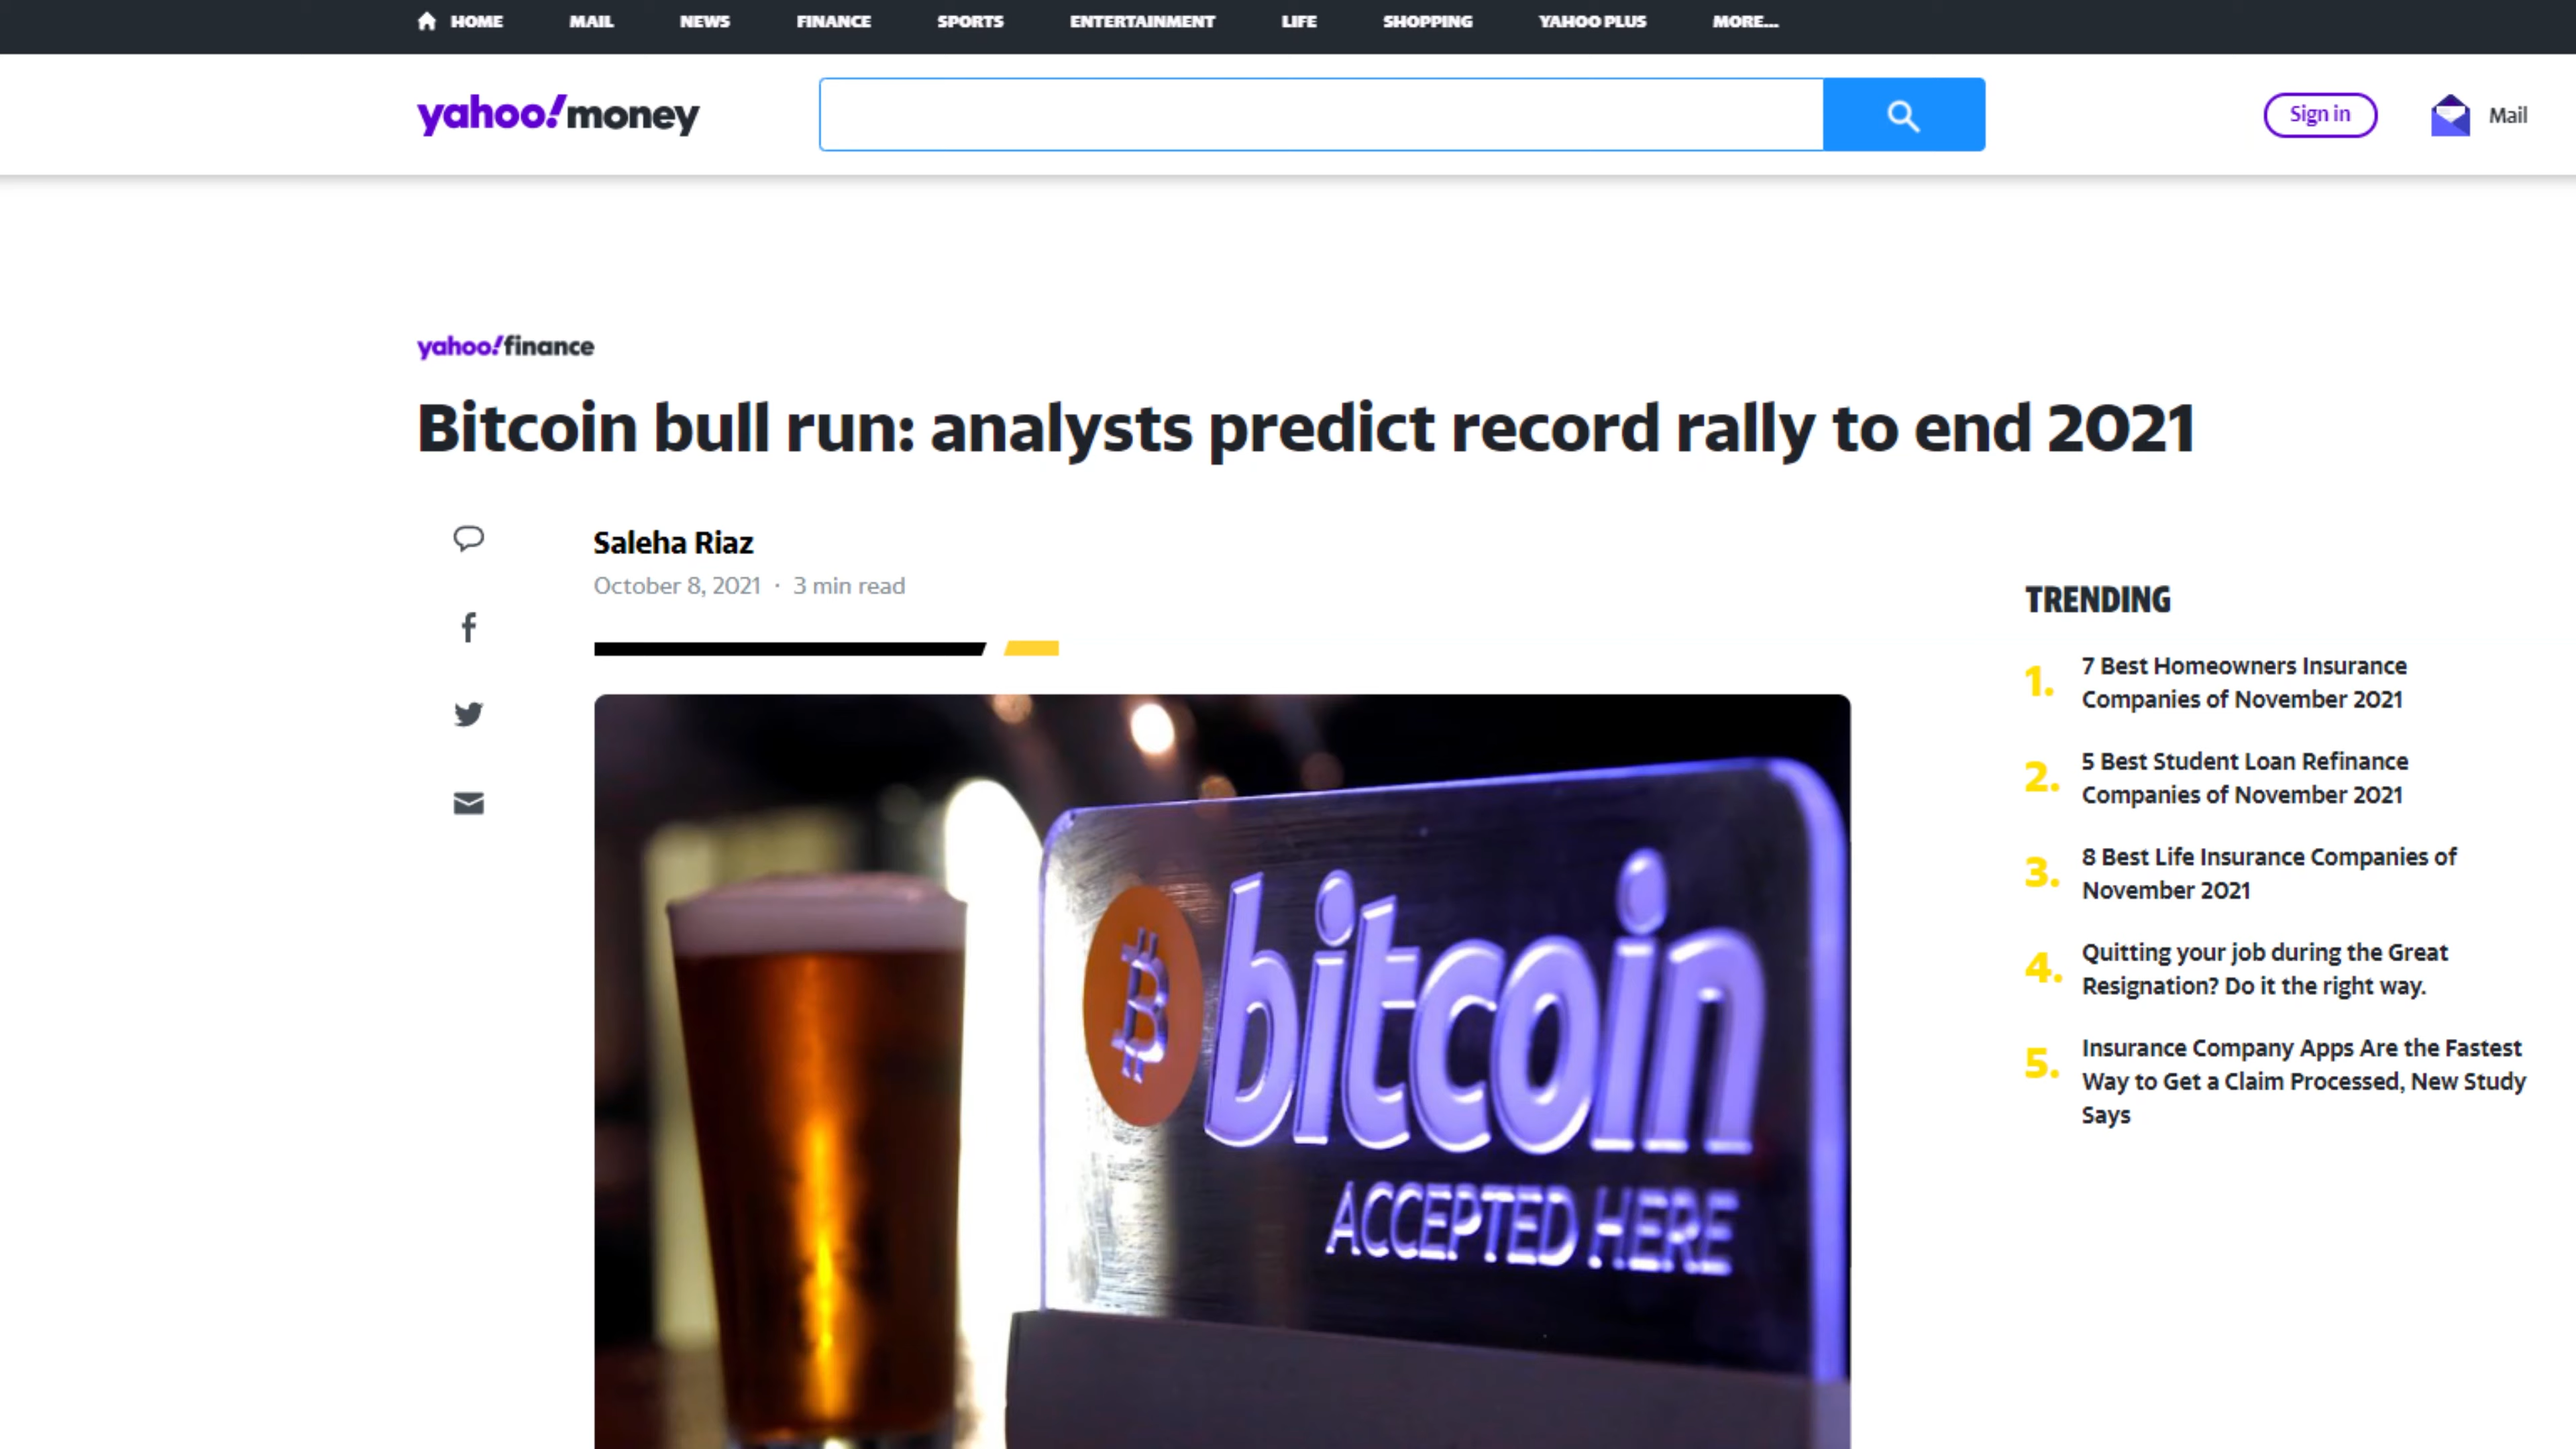 HOME MAIL NEWS FINANCE SPORTS ENTERTAINMENT LIFE SHOPPING YAHOO PLUS MORE...
yahoo!money
Sign in
Mail
yahoo!finance
Bitcoin bull run: analysts predict record rally to end 2021
Saleha Riaz
October 8, 2021 · 3 min read
bitcoin
ACCEPTED HERE
TRENDING
1. 7 Best Homeowners Insurance
Companies of November 2021
2. 5 Best Student Loan Refinance
Companies of November 2021
3. 8 Best Life Insurance Companies of
November 2021
4. Quitting your job during the Great
Resignation? Do it the right way.
5. Insurance Company Apps Are the Fastest
Way to Get a Claim Processed, New Study
Says